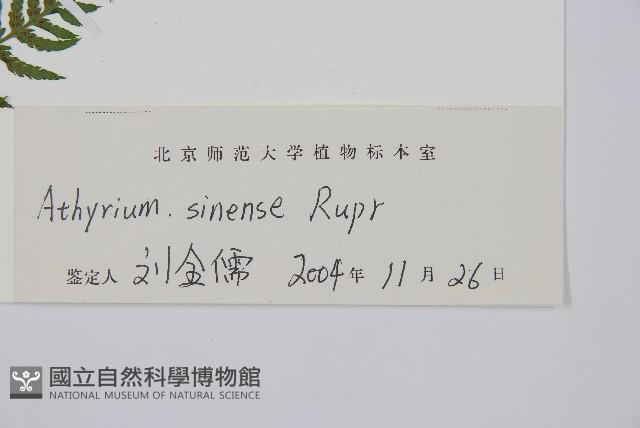 北京师范大学植物标本室
Athyrium. sinense Rupr
鉴定人 刘全儒 2004年 11月 26日
國立自然科學博物館
NATIONAL MUSEUM OF NATURAL SCIENCE